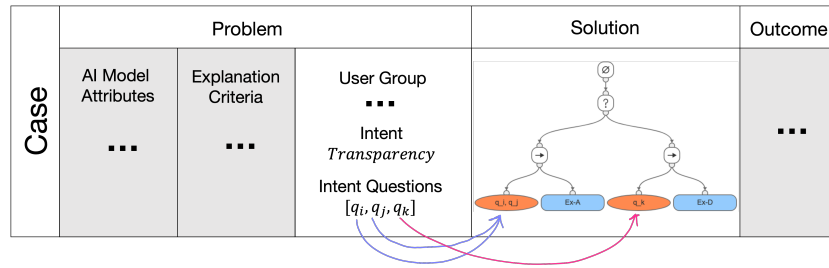 Case
Problem
Solution
Outcome
AI Model
Attributes
...
Explanation
Criteria
...
User Group
...
Intent
Transparency
Intent Questions
[q_i, q_j, q_k]
∅
?
→
→
q_i, q_j
Ex-A
q_k
Ex-D
...